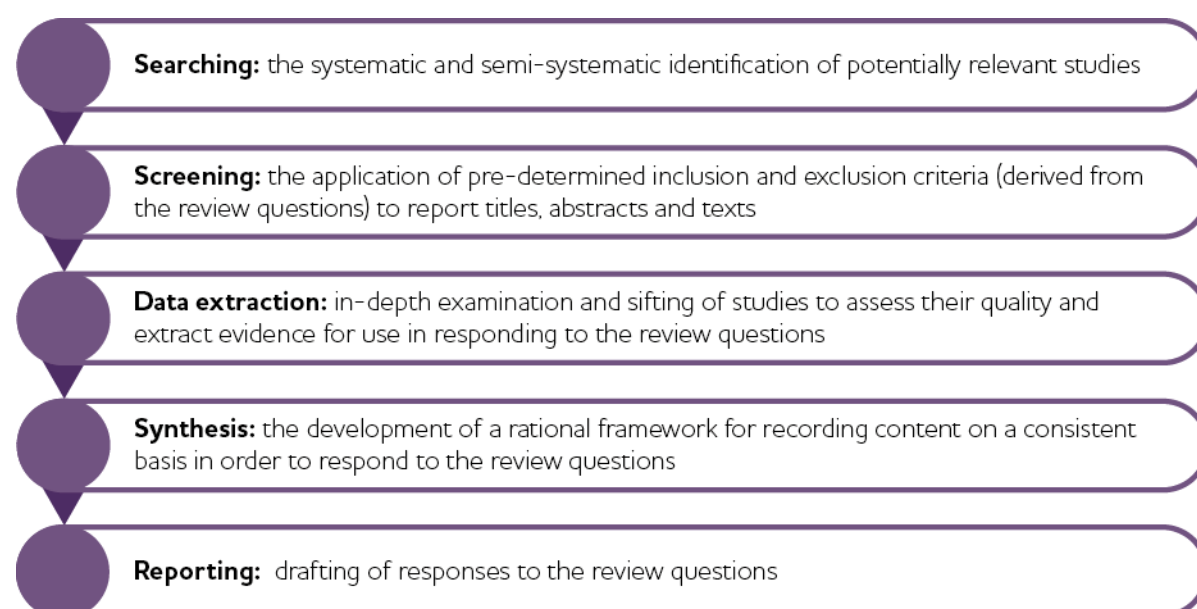 Searching: the systematic and semi-systematic identification of potentially relevant studies
Screening: the application of pre-determined inclusion and exclusion criteria (derived from
the review questions) to report titles, abstracts and texts
Data extraction: in-depth examination and sifting of studies to assess their quality and
extract evidence for use in responding to the review questions
Synthesis: the development of a rational framework for recording content on a consistent
basis in order to respond to the review questions
Reporting: drafting of responses to the review questions